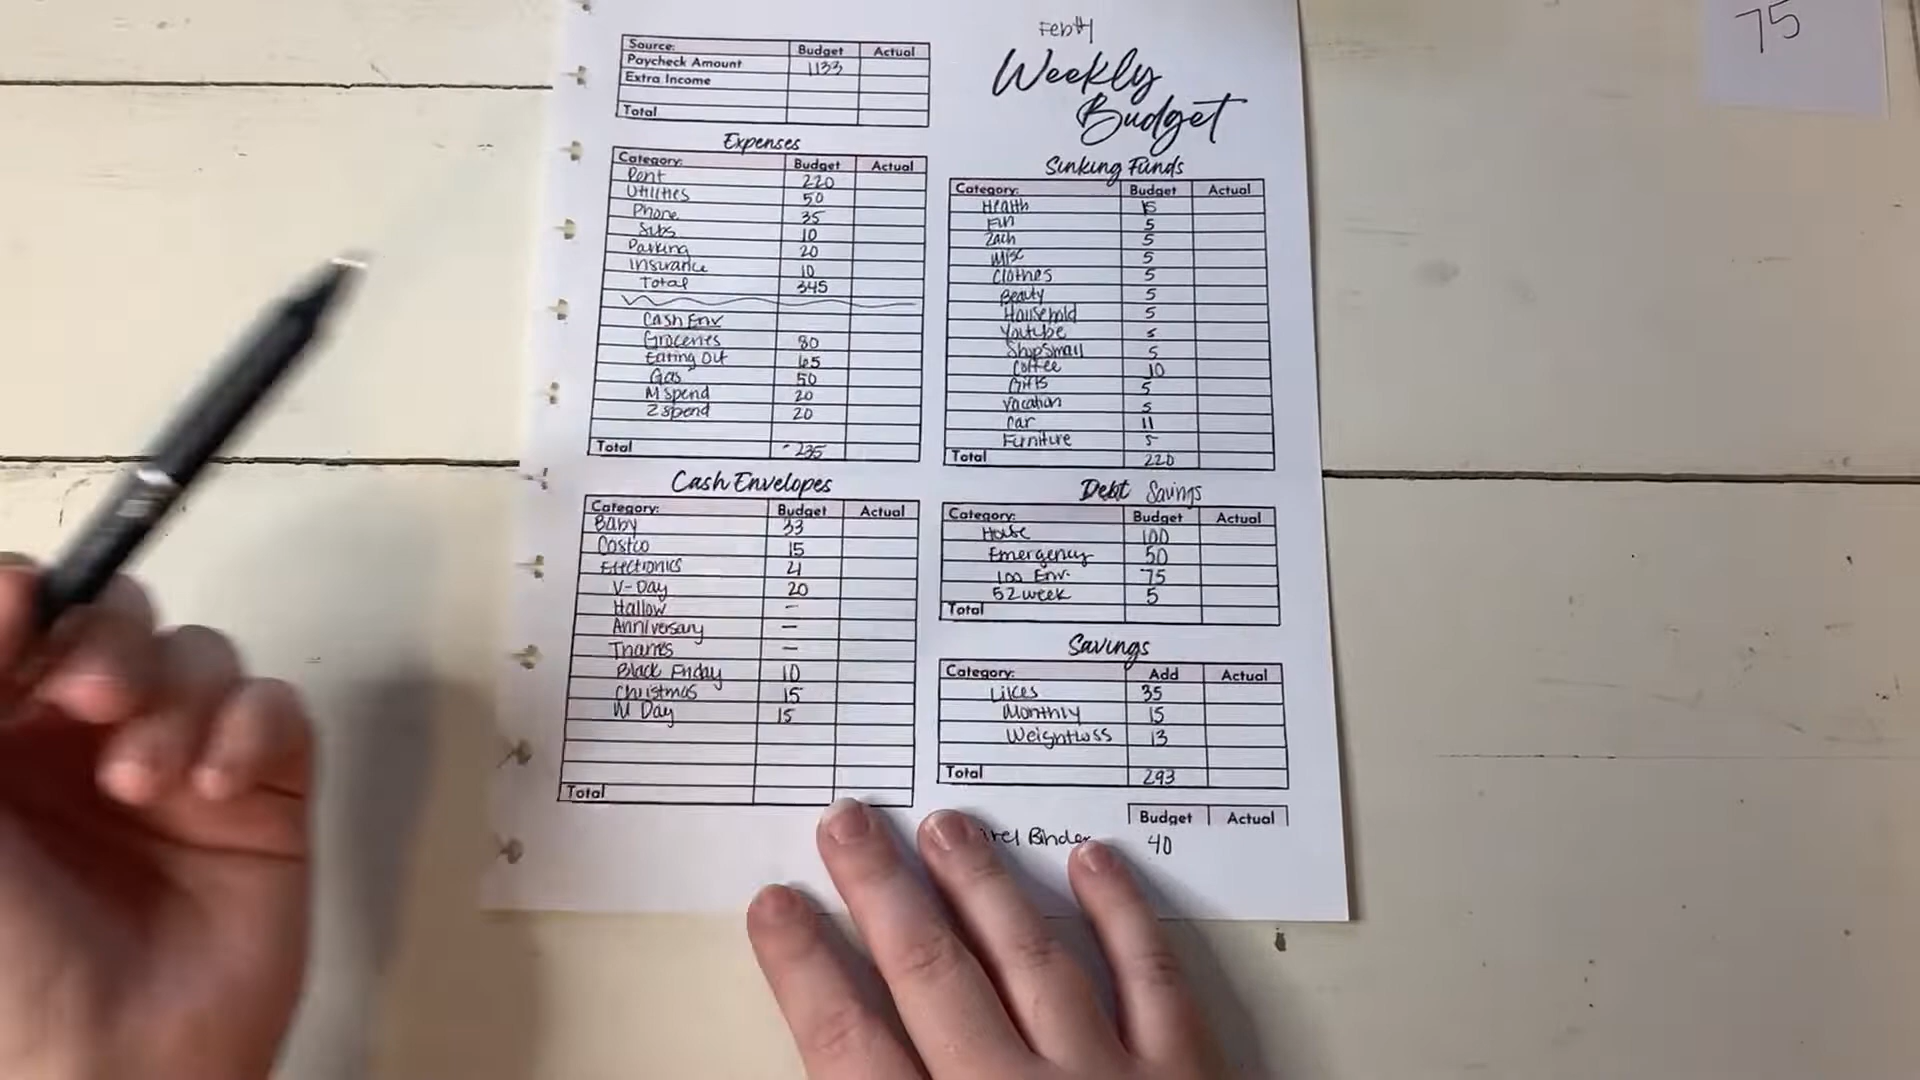 75
Feb #1
Weekly
Budget
Source: Budget Actual
Paycheck Amount 1133
Extra Income
Total
Expenses
Category: Budget Actual
Rent 220
Utilities 50
Phone 35
Subs 10
Parking 20
Insurance 10
Total 345
Cash Env
Groceries 80
Eating Out 65
Gas 50
M spend 20
Z spend 20
Total 235
Cash Envelopes
Category: Budget Actual
Baby 33
Costco 15
Electronics
V-Day 20
Hallow –
Anniversary –
Thanks –
Black Friday 10
Christmas 15
M Day 15
Total
Sinking Funds
Category: Budget Actual
Health 15
Fun 5
Zach 5
Misc 5
Clothes 5
Beauty 5
Household 5
Youtube 5
Shop Small 5
Coffee 10
Gifts 5
Vacation 5
Car 11
Furniture 5
Total 220
Debt Savings
Category: Budget Actual
House 100
Emergency 50
100 Env. 75
52 week 5
Total
Savings
Category: Add Actual
Likes 35
Monthly 15
Weightloss 13
Total 293
Budget Actual
Binder 40